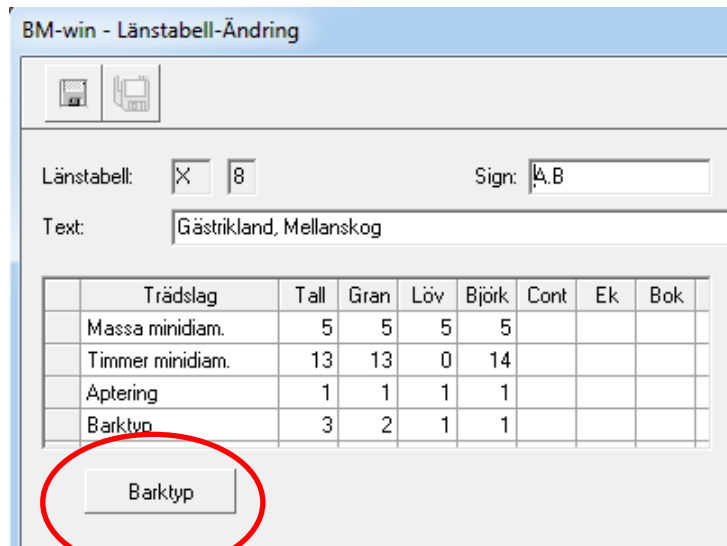 BM-win - Länstabell-Ändring
Länstabell: X 8 Sign: A.B
Text: Gästrikland, Mellanskog
Trädslag Tall Gran Löv Björk Cont Ek Bok
Massa minidiam. 5 5 5 5
Timmer minidiam. 13 13 0 14
Aptering 1 1 1 1
Barktyp 3 2 1 1
Barktyp